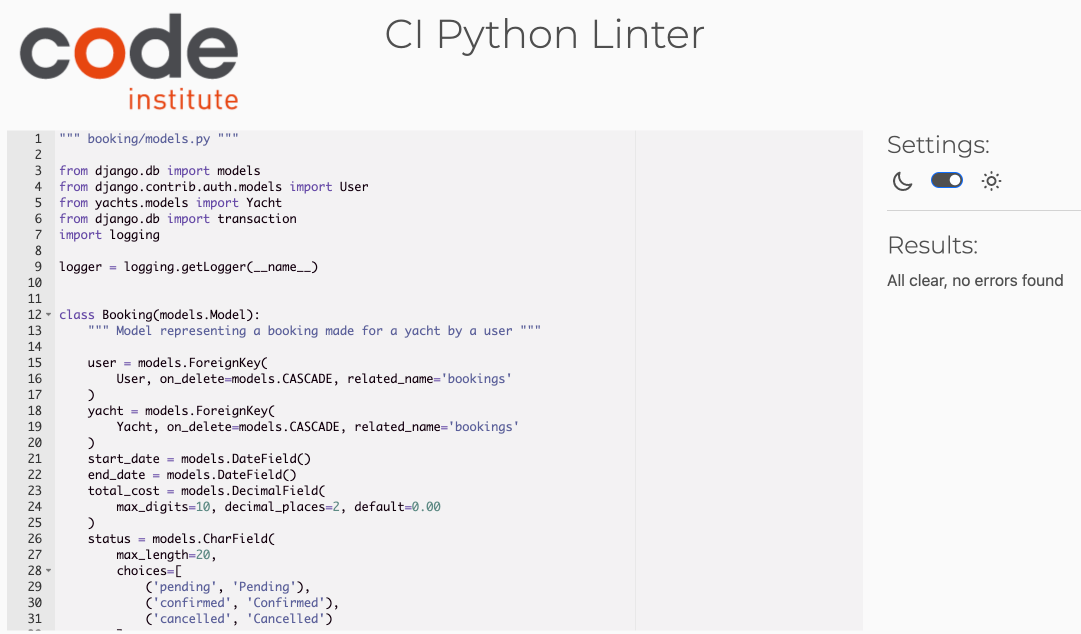 code
institute
CI Python Linter
1 """ booking/models.py """
2
3 from django.db import models
4 from django.contrib.auth.models import User
5 from yachts.models import Yacht
6 from django.db import transaction
7 import logging
8
9 logger = logging.getLogger(__name__)
10
11
12 class Booking(models.Model):
13     """ Model representing a booking made for a yacht by a user """
14
15     user = models.ForeignKey(
16         User, on_delete=models.CASCADE, related_name='bookings'
17     )
18     yacht = models.ForeignKey(
19         Yacht, on_delete=models.CASCADE, related_name='bookings'
20     )
21     start_date = models.DateField()
22     end_date = models.DateField()
23     total_cost = models.DecimalField(
24         max_digits=10, decimal_places=2, default=0.00
25     )
26     status = models.CharField(
27         max_length=20,
28         choices=[
29             ('pending', 'Pending'),
30             ('confirmed', 'Confirmed'),
31             ('cancelled', 'Cancelled')
Settings:
Results:
All clear, no errors found